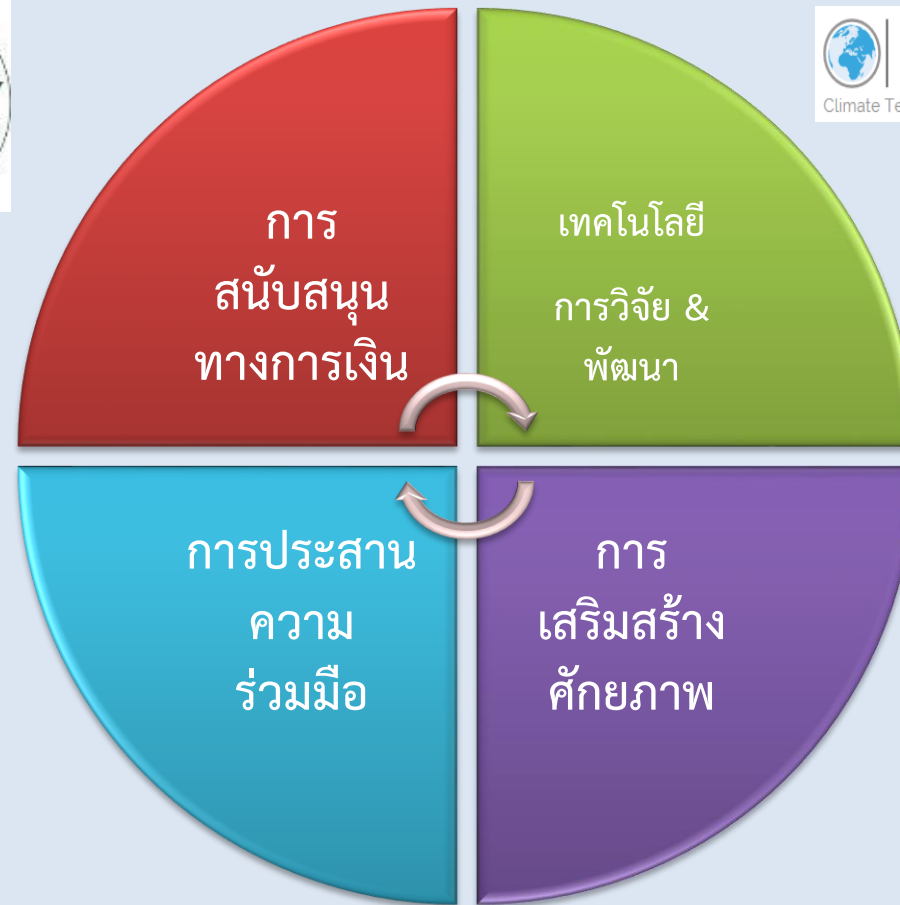 การ
สนับสนุน
ทางการเงิน
เทคโนโลยี
การวิจัย &
พัฒนา
การประสาน
ความ
ร่วมมือ
การ
เสริมสร้าง
ศักยภาพ
Climate